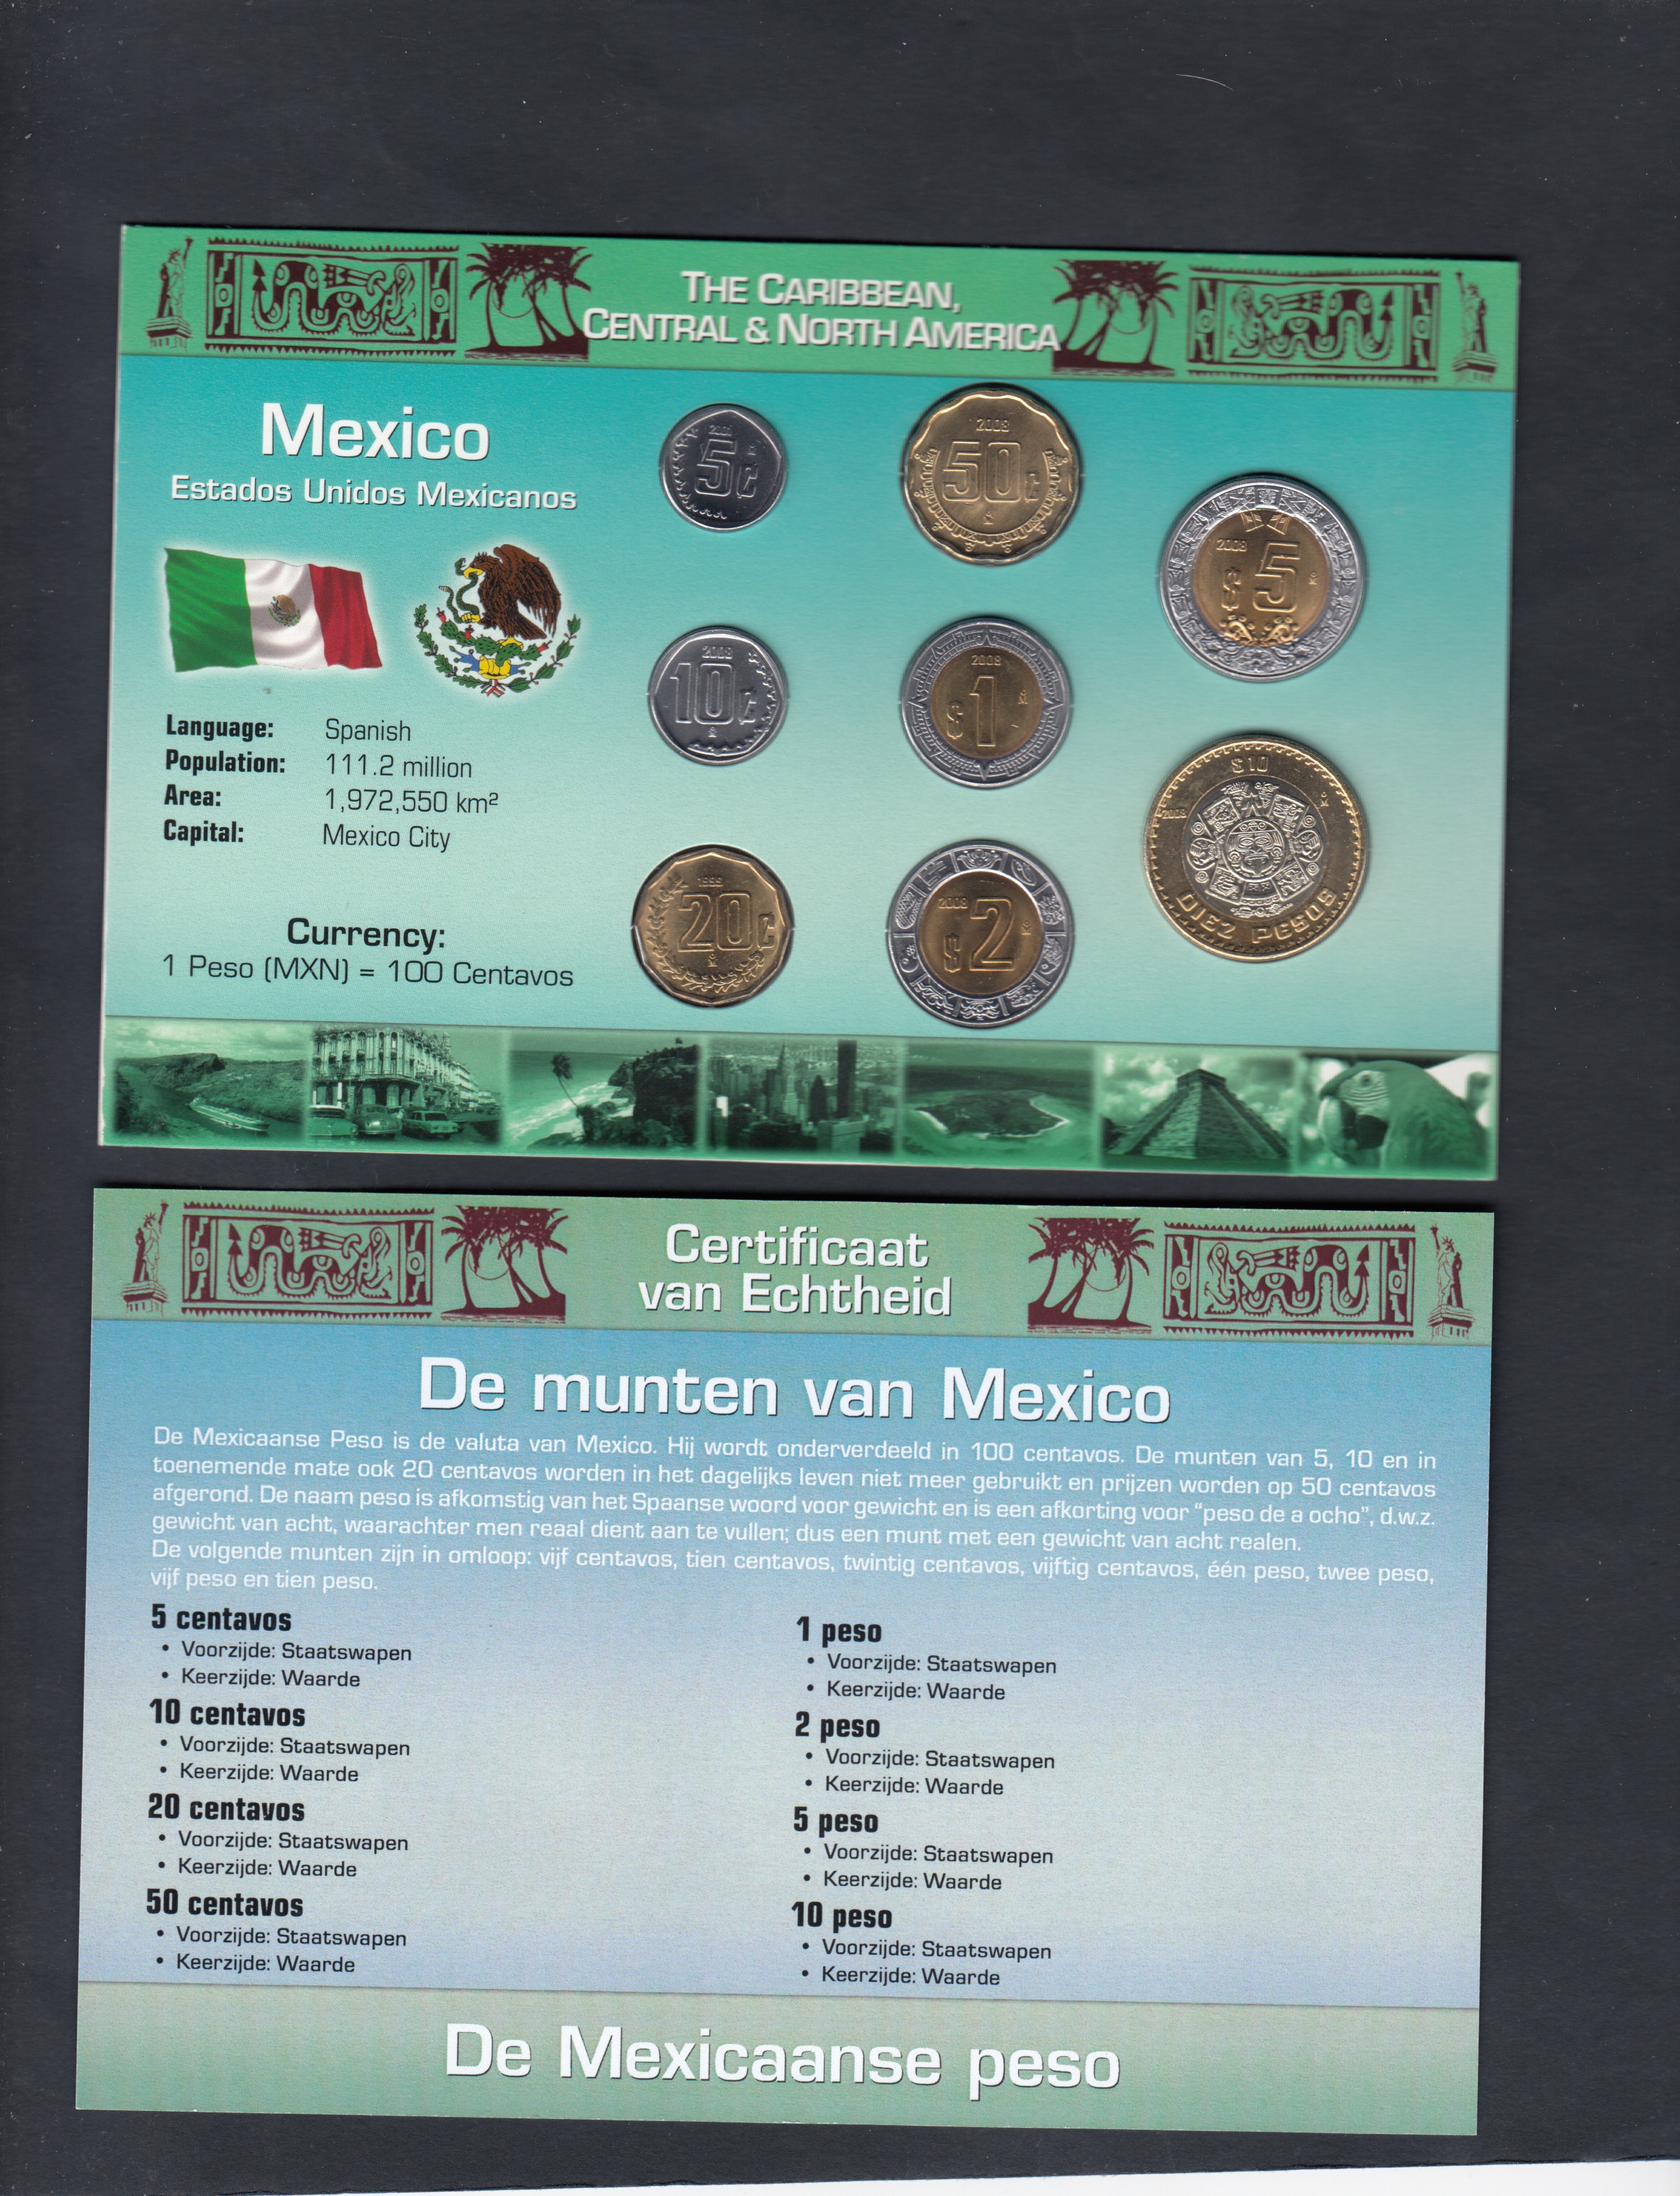 THE CARIBBEAN,
CENTRAL & NORTH AMERICA
Mexico
Estados Unidos Mexicanos
Language: Spanish
Population: 111.2 million
Area: 1,972,550 km²
Capital: Mexico City
Currency:
1 Peso (MXN) = 100 Centavos
5¢
2008
50¢
2008
$5
2008
10¢
2008
$1
$10
2008
DIEZ PESOS
20¢
2008
$2
Certificaat
van Echtheid
De munten van Mexico
De Mexicaanse Peso is de valuta van Mexico. Hij wordt onderverdeeld in 100 centavos. De munten van 5, 10 en in
toenemende mate ook 20 centavos worden in het dagelijks leven niet meer gebruikt en prijzen worden op 50 centavos
afgerond. De naam peso is afkomstig van het Spaanse woord voor gewicht en is een afkorting voor “peso de a ocho”, d.w.z.
gewicht van acht, waarachter men reaal dient aan te vullen; dus een munt met een gewicht van acht realen.
De volgende munten zijn in omloop: vijf centavos, tien centavos, twintig centavos, vijftig centavos, één peso, twee peso,
vijf peso en tien peso.
5 centavos
• Voorzijde: Staatswapen
• Keerzijde: Waarde
10 centavos
• Voorzijde: Staatswapen
• Keerzijde: Waarde
20 centavos
• Voorzijde: Staatswapen
• Keerzijde: Waarde
50 centavos
• Voorzijde: Staatswapen
• Keerzijde: Waarde
1 peso
• Voorzijde: Staatswapen
• Keerzijde: Waarde
2 peso
• Voorzijde: Staatswapen
• Keerzijde: Waarde
5 peso
• Voorzijde: Staatswapen
• Keerzijde: Waarde
10 peso
• Voorzijde: Staatswapen
• Keerzijde: Waarde
De Mexicaanse peso